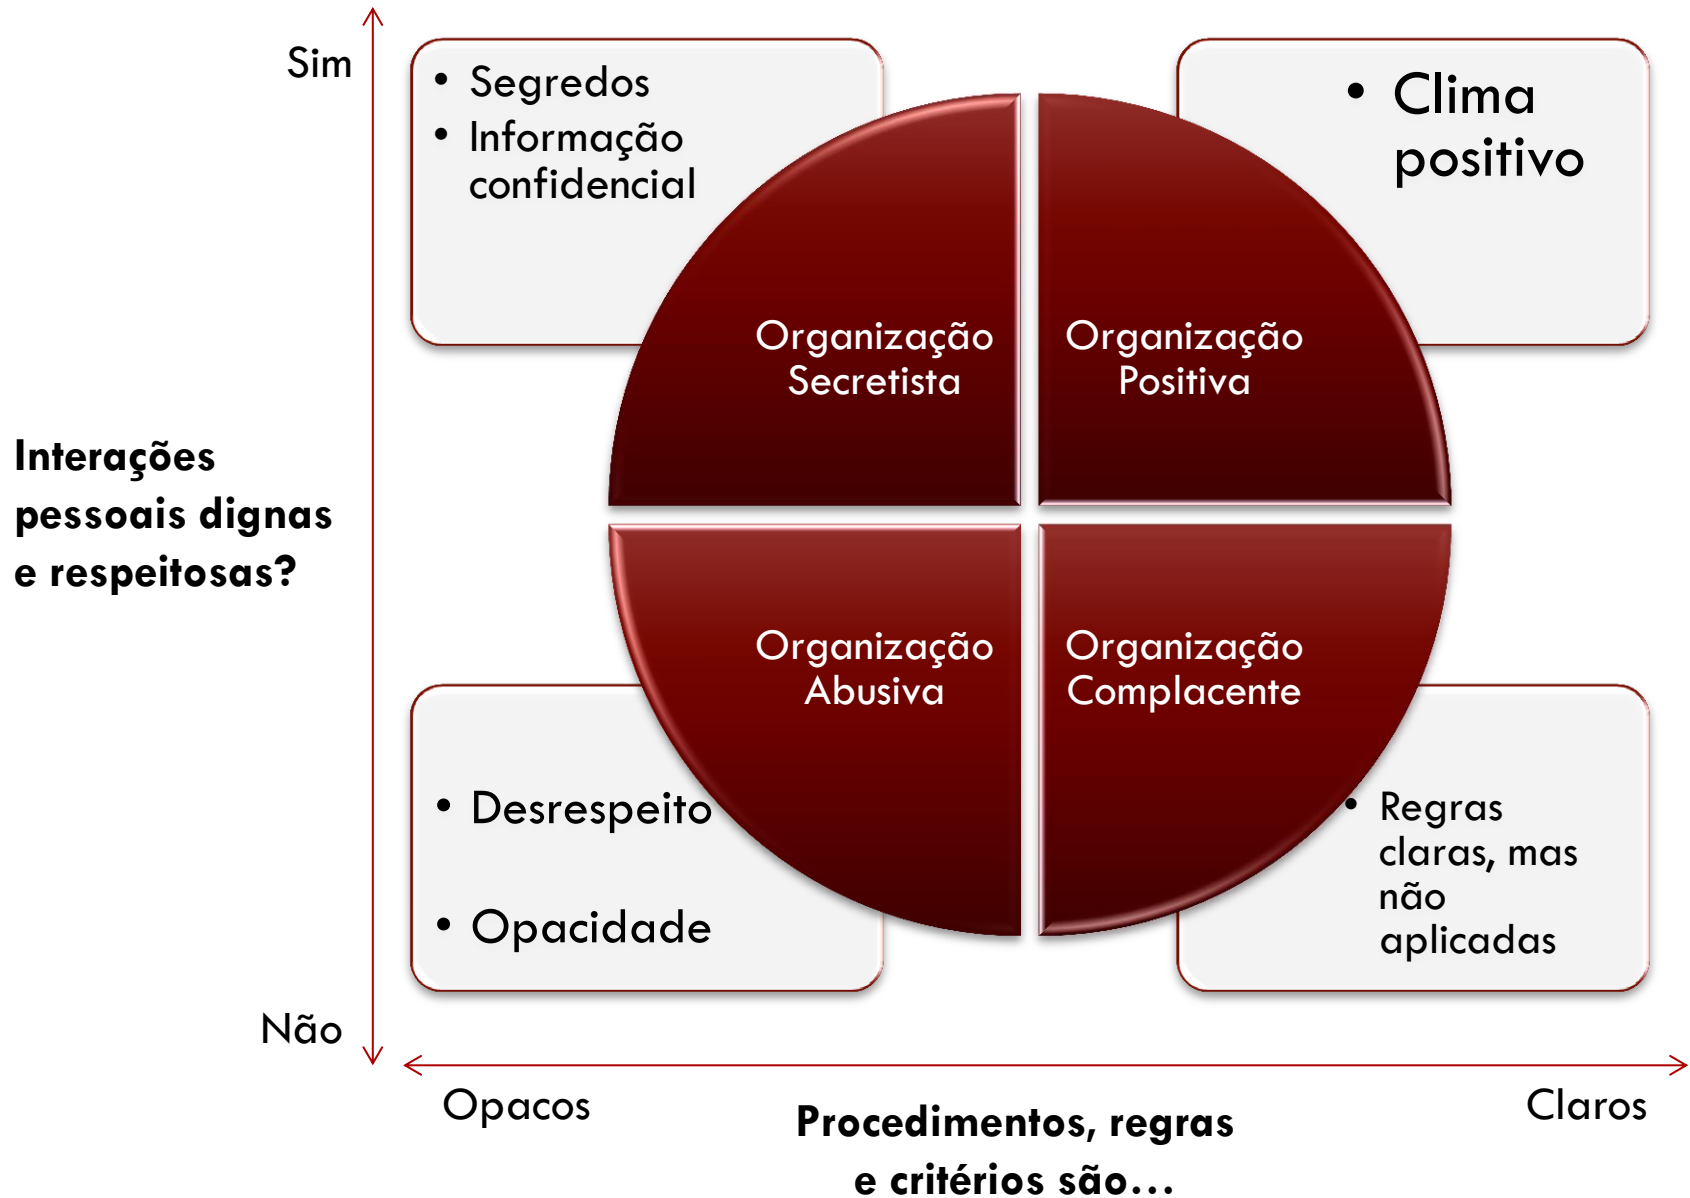 Sim
• Segredos
• Informação
confidencial
• Clima
positivo
Organização
Secretista
Organização
Positiva
Interações
pessoais dignas
e respeitosas?
Organização
Abusiva
Organização
Complacente
• Desrespeito
• Opacidade
• Regras
claras, mas
não
aplicadas
Não
Opacos
Claros
Procedimentos, regras
e critérios são...